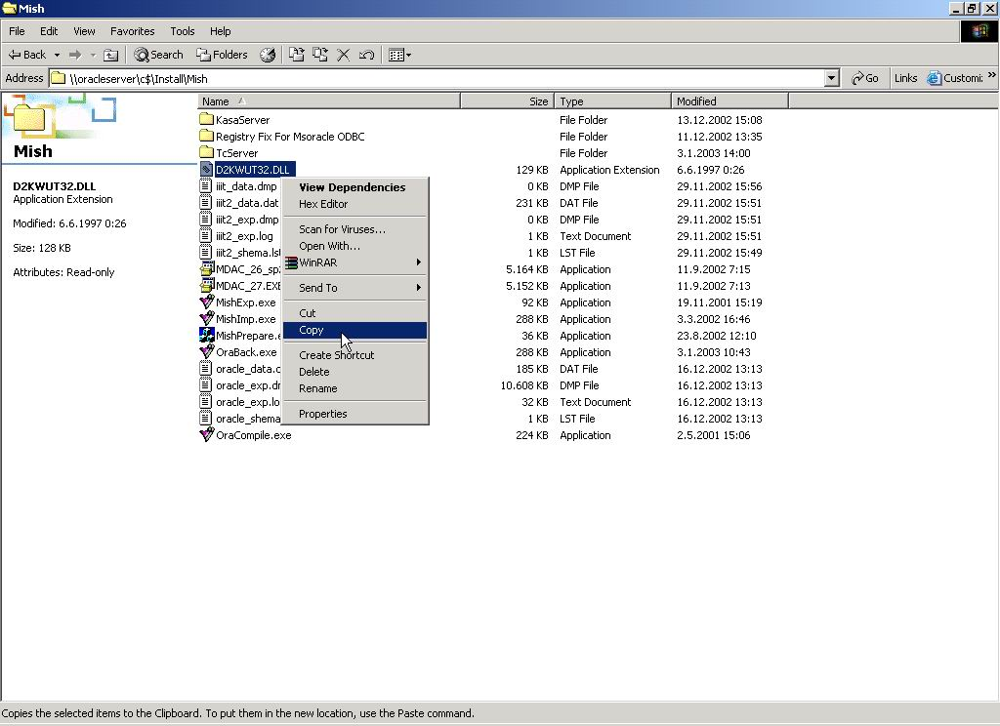 Mish
File Edit View Favorites Tools Help
Back Search Folders
Address \\oracleserver\c$\Install\Mish Go Links Customi: »
Mish
D2KWUT32.DLL
Application Extension
Modified: 6.6.1997 0:26
Size: 128 KB
Attributes: Read-only
Name Size Type Modified
KasaServer File Folder 13.12.2002 15:08
Registry Fix For Msoracle ODBC File Folder 11.12.2002 13:35
TcServer File Folder 3.1.2003 14:00
D2KWUT32.DLL 129 KB Application Extension 6.6.1997 0:26
iiit_data.dmp 0 KB DMP File 29.11.2002 15:56
iiit2_data.dat 231 KB DAT File 29.11.2002 15:51
iiit2_exp.dmp 0 KB DMP File 29.11.2002 15:51
iiit2_exp.log 1 KB Text Document 29.11.2002 15:51
iiit2_shema.ls 1 KB LST File 29.11.2002 15:49
MDAC_26_sp 5.164 KB Application 11.9.2002 7:15
MDAC_27.EXE 5.152 KB Application 11.9.2002 7:13
MishExp.exe 92 KB Application 19.11.2001 15:19
MishImp.exe 288 KB Application 3.3.2002 16:46
MishPrepare.e 36 KB Application 23.8.2002 12:10
OraBack.exe 288 KB Application 3.1.2003 10:43
oracle_data.c 185 KB DAT File 16.12.2002 13:13
oracle_exp.d 10.608 KB DMP File 16.12.2002 13:13
oracle_exp.lo 32 KB Text Document 16.12.2002 13:13
oracle_shema 1 KB LST File 16.12.2002 13:13
OraCompile.exe 224 KB Application 2.5.2001 15:06
View Dependencies
Hex Editor
Scan for Viruses...
Open With...
WinRAR
Send To
Cut
Copy
Create Shortcut
Delete
Rename
Properties
Copies the selected items to the Clipboard. To put them in the new location, use the Paste command.